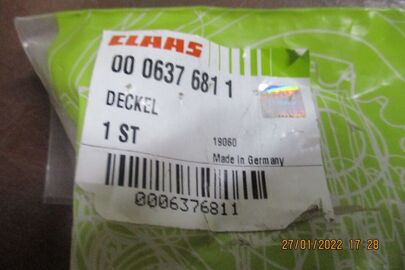 CLAAS
00 0637 681 1
DECKEL
1 ST
19060
Made in Germany
0006376811
27/01/2022 17:28